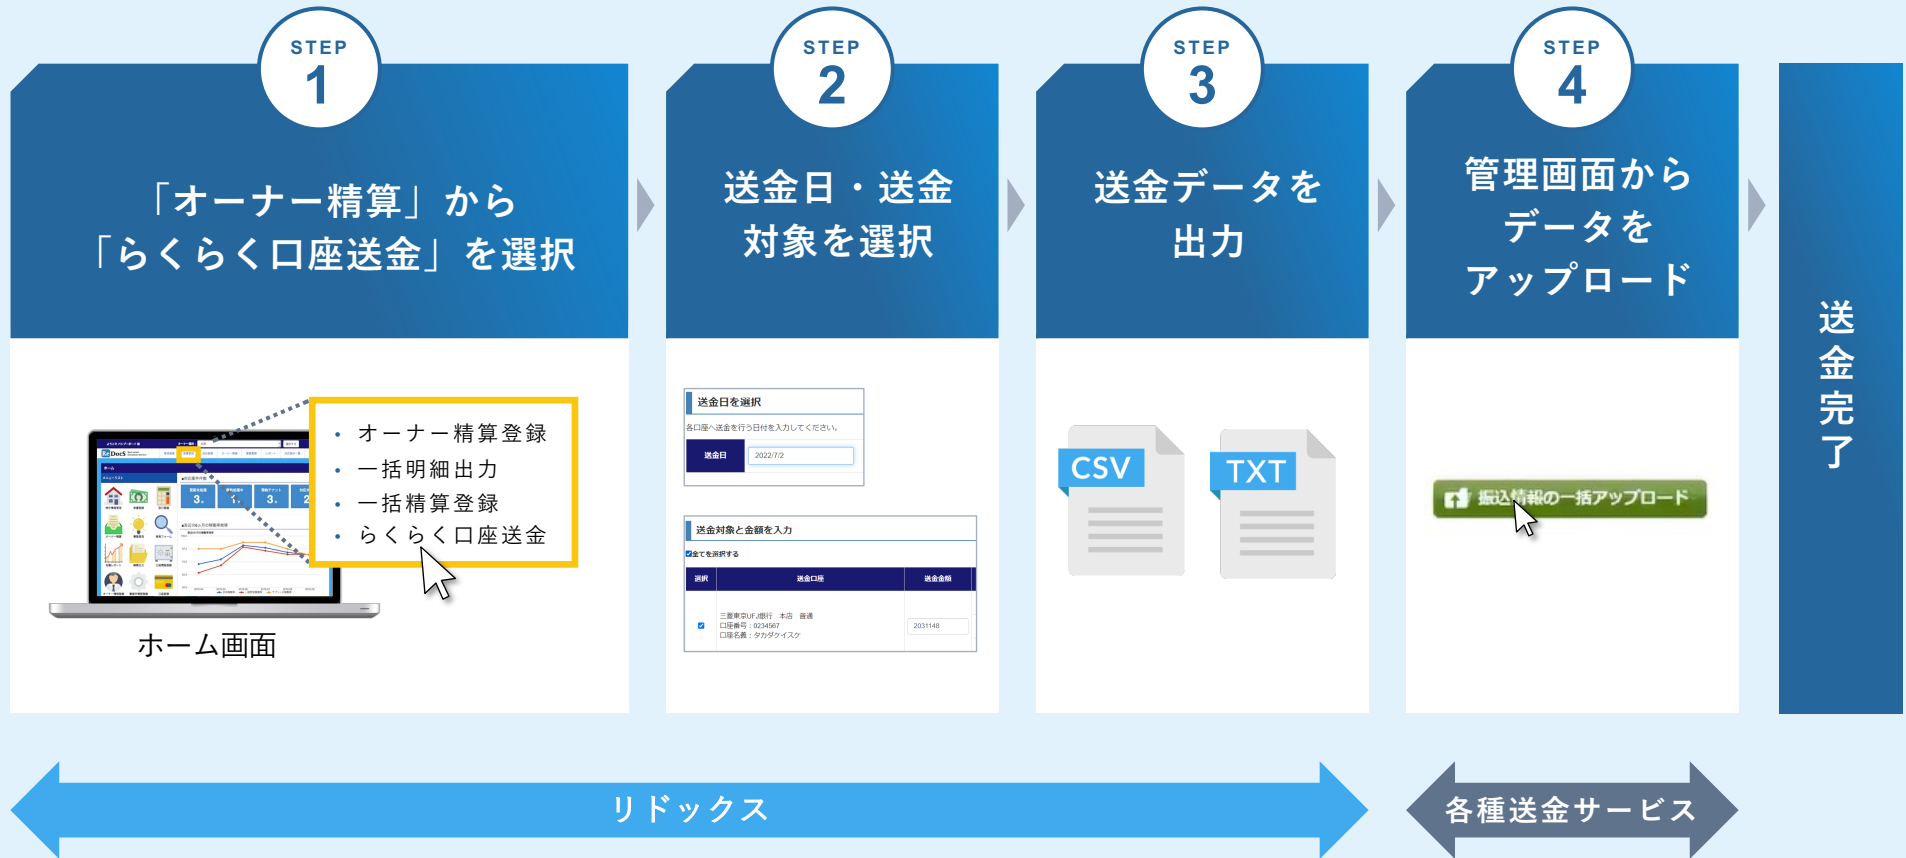 STEP
1
「オーナー精算」から
「らくらく口座送金」を選択
ReDocS
ホーム
・オーナー精算登録
・一括明細出力
・一括精算登録
・らくらく口座送金
ホーム画面
STEP
2
送金日・送金
対象を選択
送金日を選択
各口座へ送金を行う日付を入力してください。
送金日 2022/7/2
送金対象と金額を入力
全てを選択する
選択 送金口座 送金金額
三菱東京UFJ銀行 本店 普通
口座番号：0234567
口座名義：タカダケイスケ
2031148
STEP
3
送金データを
出力
CSV
TXT
STEP
4
管理画面から
データを
アップロード
振込情報の一括アップロード
送金完了
リドックス
各種送金サービス